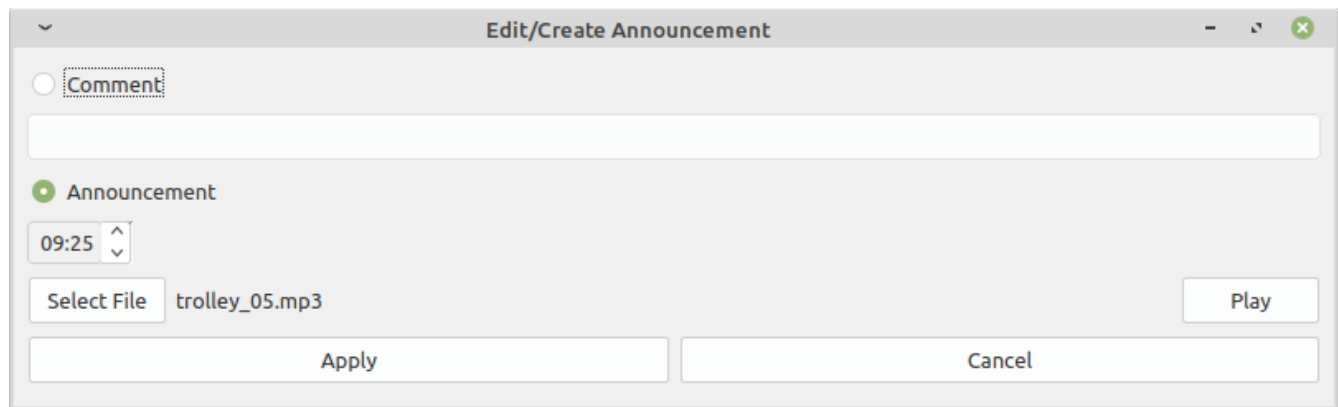 Edit/Create Announcement
Comment
Announcement
09:25
Select File trolley_05.mp3 Play
Apply Cancel